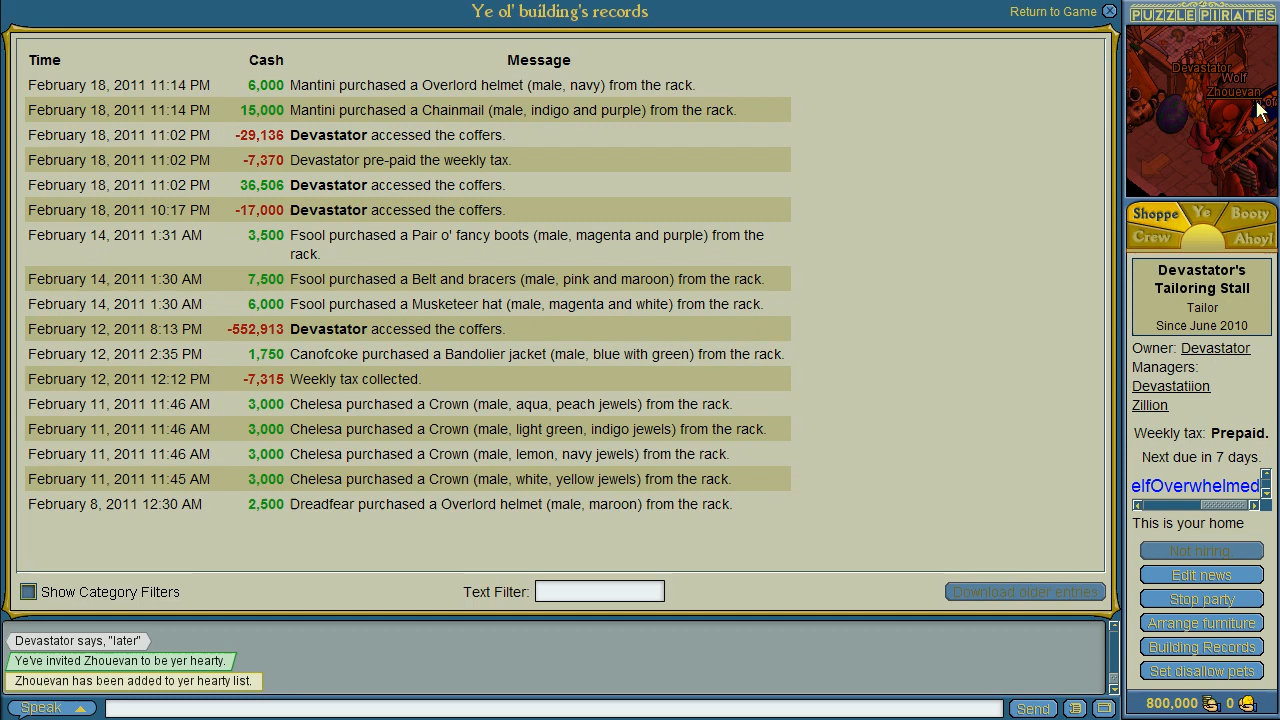 Ye ol' building's records
Return to Game
PUZZLE PIRATES
Time Cash Message
February 18, 2011 11:14 PM 6,000 Mantini purchased a Overlord helmet (male, navy) from the rack.
February 18, 2011 11:14 PM 15,000 Mantini purchased a Chainmail (male, indigo and purple) from the rack.
February 18, 2011 11:02 PM -29,136 Devastator accessed the coffers.
February 18, 2011 11:02 PM -7,370 Devastator pre-paid the weekly tax.
February 18, 2011 11:02 PM 36,506 Devastator accessed the coffers.
February 18, 2011 10:17 PM -17,000 Devastator accessed the coffers.
February 14, 2011 1:31 AM 3,500 Fsool purchased a Pair o' fancy boots (male, magenta and purple) from the
rack.
February 14, 2011 1:30 AM 7,500 Fsool purchased a Belt and bracers (male, pink and maroon) from the rack.
February 14, 2011 1:30 AM 6,000 Fsool purchased a Musketeer hat (male, magenta and white) from the rack.
February 12, 2011 8:13 PM -552,913 Devastator accessed the coffers.
February 12, 2011 2:35 PM 1,750 Canofcoke purchased a Bandolier jacket (male, blue with green) from the rack.
February 12, 2011 12:12 PM -7,315 Weekly tax collected.
February 11, 2011 11:46 AM 3,000 Chelesa purchased a Crown (male, aqua, peach jewels) from the rack.
February 11, 2011 11:46 AM 3,000 Chelesa purchased a Crown (male, light green, indigo jewels) from the rack.
February 11, 2011 11:46 AM 3,000 Chelesa purchased a Crown (male, lemon, navy jewels) from the rack.
February 11, 2011 11:45 AM 3,000 Chelesa purchased a Crown (male, white, yellow jewels) from the rack.
February 8, 2011 12:30 AM 2,500 Dreadfear purchased a Overlord helmet (male, maroon) from the rack.
Show Category Filters
Text Filter:
Download older entries
Devastator says, "later"
Ye've invited Zhouevan to be yer hearty.
Zhouevan has been added to yer hearty list.
Speak
Send
Devastator
Wolf
Zhouevan
Shoppe Ye Booty
Crew Ahoy!
Devastator's
Tailoring Stall
Tailor
Since June 2010
Owner: Devastator
Managers:
Devastatiion
Zillion
Weekly tax: Prepaid.
Next due in 7 days.
elfOverwhelmed
This is your home
Not hiring.
Edit news
Stop party
Arrange furniture
Building Records
Set disallow pets
800,000 0